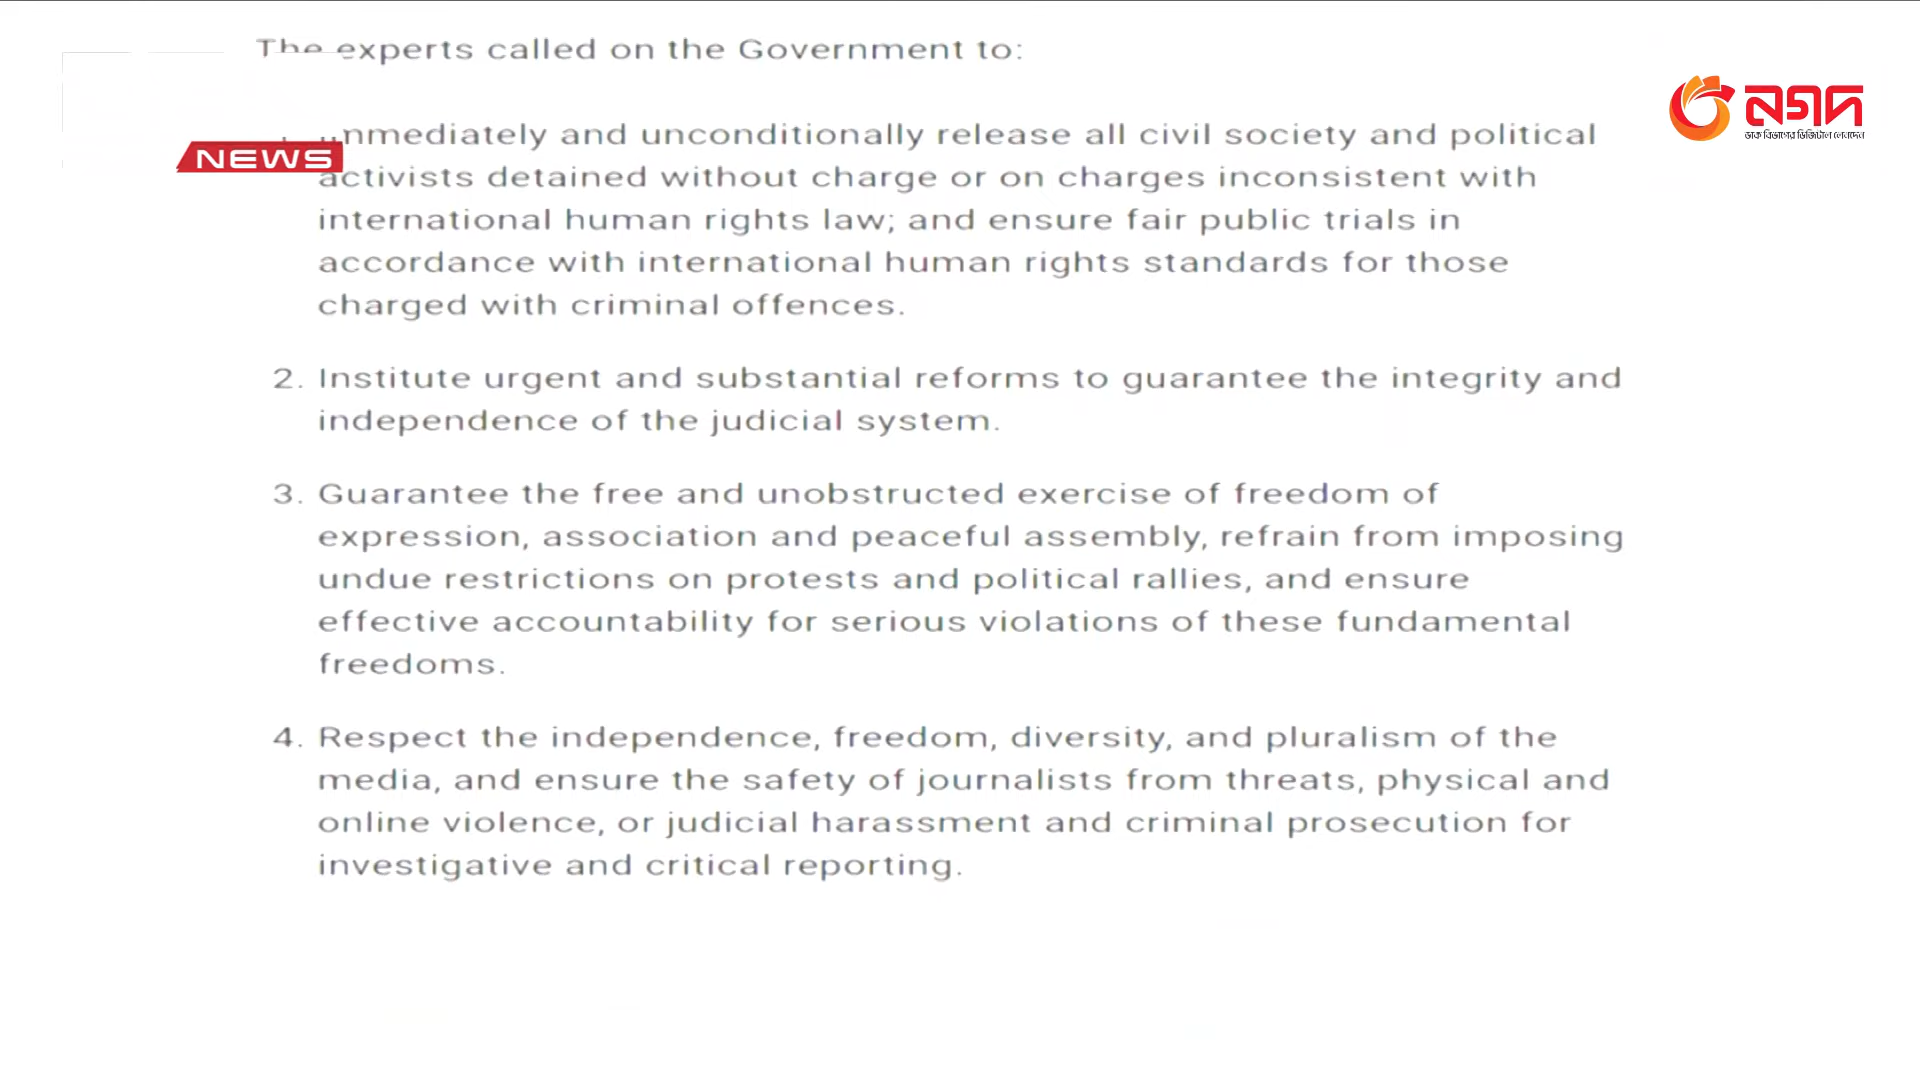 The experts called on the Government to:
নগদ
ডাক বিভাগের ডিজিটাল লেনদেন
NEWS
and unconditionally release all civil society and political
activists detained without charge or on charges inconsistent with
international human rights law; and ensure fair public trials in
accordance with international human rights standards for those
charged with criminal offences.
2. Institute urgent and substantial reforms to guarantee the integrity and
independence of the judicial system.
3. Guarantee the free and unobstructed exercise of freedom of
expression, association and peaceful assembly, refrain from imposing
undue restrictions on protests and political rallies, and ensure
effective accountability for serious violations of these fundamental
freedoms.
4. Respect the independence, freedom, diversity, and pluralism of the
media, and ensure the safety of journalists from threats, physical and
online violence, or judicial harassment and criminal prosecution for
investigative and critical reporting.